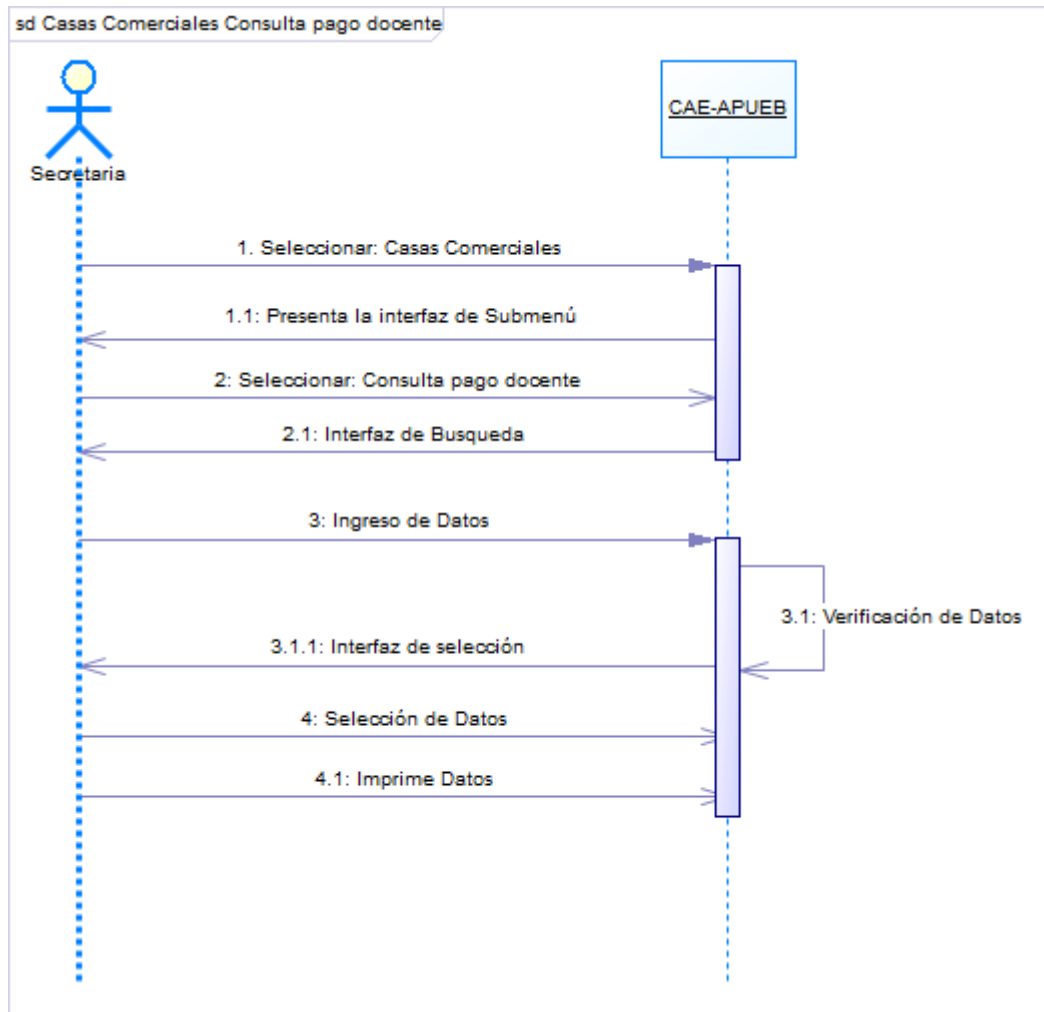 sd Casas Comerciales Consulta pago docente
CAE-APUEB
Secretaria
1. Seleccionar: Casas Comerciales
1.1: Presenta la interfaz de Submenú
2: Seleccionar: Consulta pago docente
2.1: Interfaz de Busqueda
3: Ingreso de Datos
3.1: Verificación de Datos
3.1.1: Interfaz de selección
4: Selección de Datos
4.1: Imprime Datos